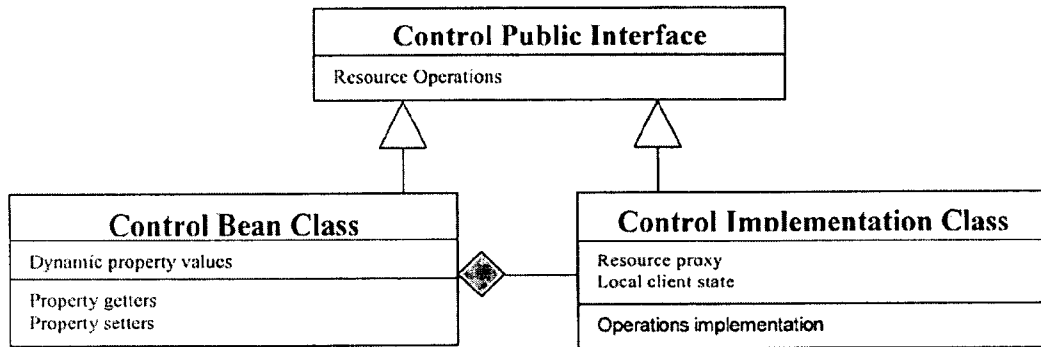 Control Public Interface
Resource Operations
Control Bean Class
Dynamic property values
Property getters
Property setters
Control Implementation Class
Resource proxy
Local client state
Operations implementation